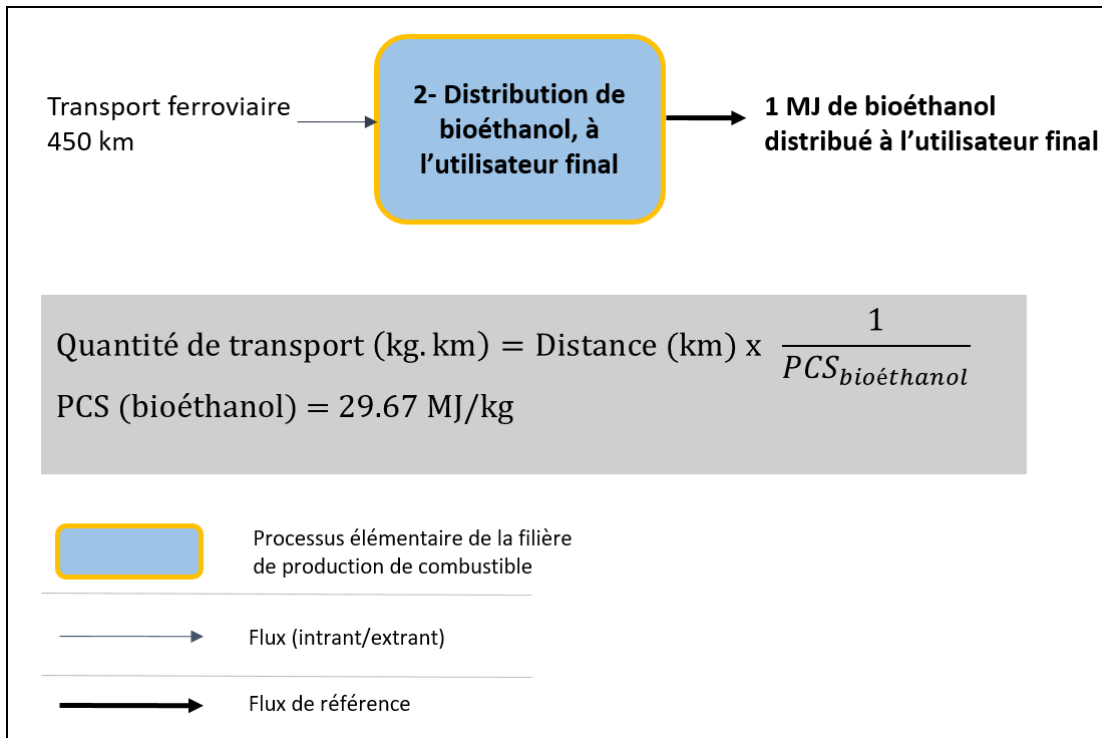 Transport ferroviaire
450 km
2- Distribution de
bioéthanol, à
l’utilisateur final
1 MJ de bioéthanol
distribué à l’utilisateur final
Quantité de transport (kg. km) = Distance (km) x 1 / PCS bioéthanol
PCS (bioéthanol) = 29.67 MJ/kg
Processus élémentaire de la filière
de production de combustible
Flux (intrant/extrant)
Flux de référence